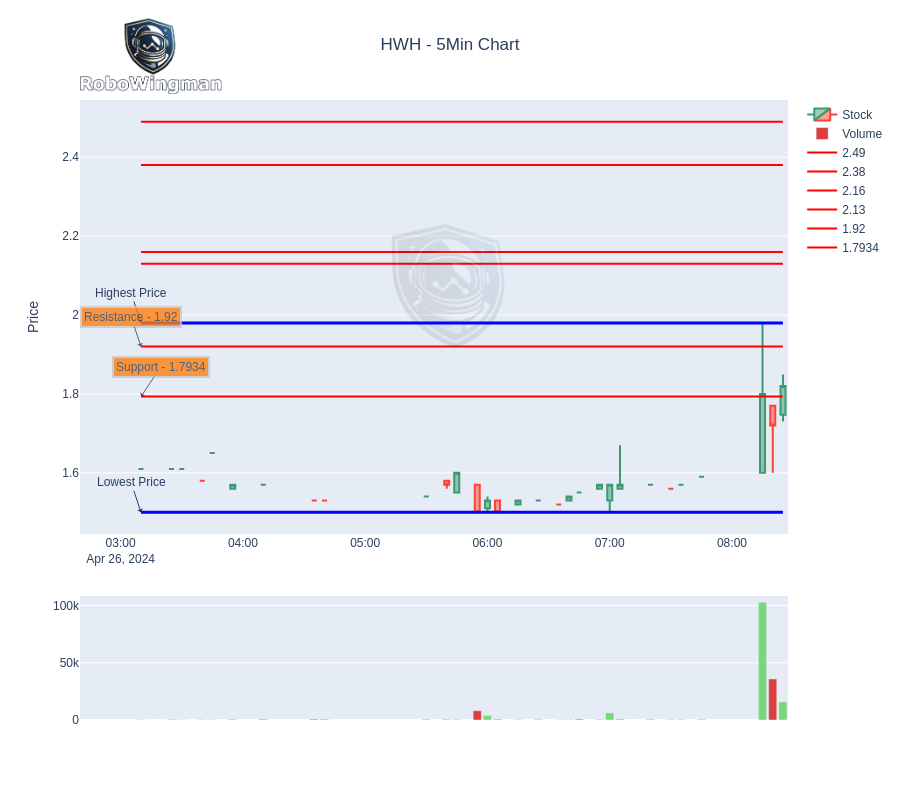 HWH - 5Min Chart
RoboWingman
Stock
Volume
2.49
2.38
2.16
2.13
1.92
1.7934
Price
2.4
2.2
2
1.8
1.6
Highest Price
Resistance - 1.92
Support - 1.7934
Lowest Price
03:00 04:00 05:00 06:00 07:00 08:00
Apr 26, 2024
100k
50k
0